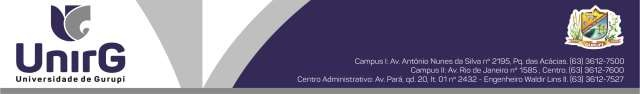 UnirG
Universidade de Gurupi
Campus I: Av. Antônio Nunes da Silva nº 2195, Pq. das Acácias. (63) 3612-7500
Campus II: Av. Rio de Janeiro nº 1585 , Centro. (63) 3612-7600
Centro Administrativo: Av. Pará, qd. 20, lt. 01 nº 2432 - Engenheiro Waldir Lins II. (63) 3612-7527